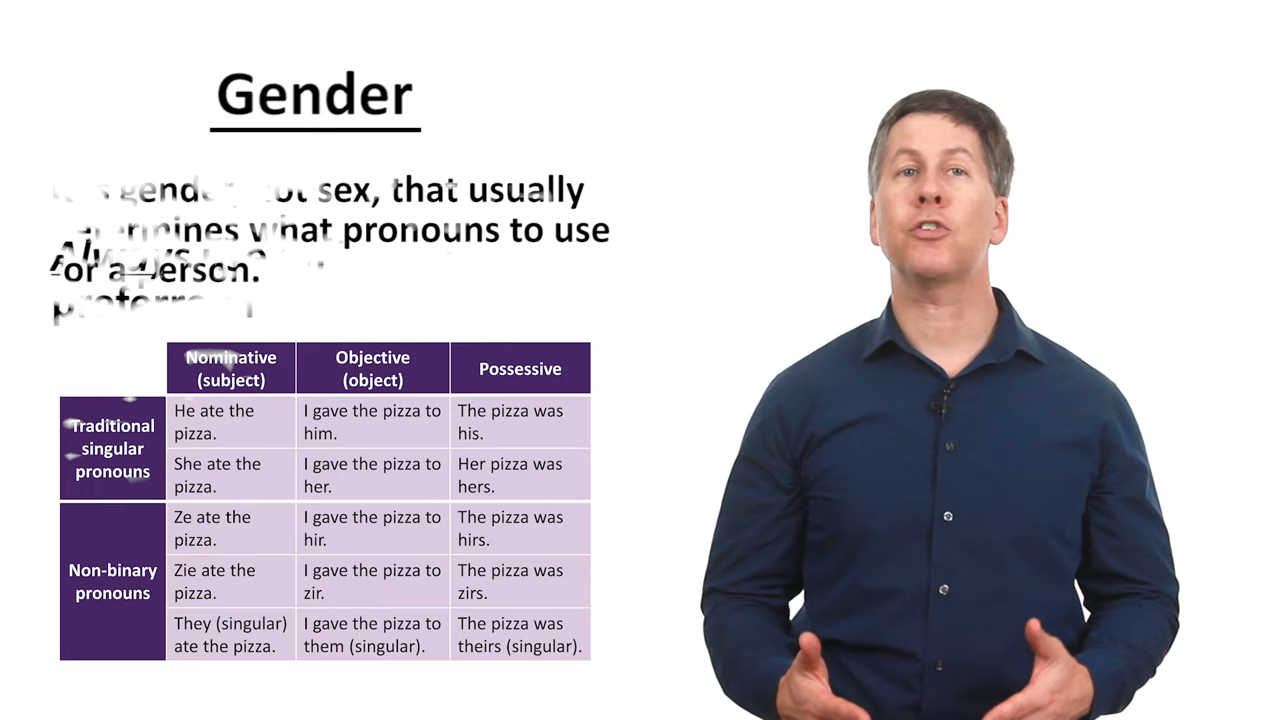 Gender
gender, not sex, that usually
determines what pronouns to use
for a person.
Always
Nominative
(subject)
Objective
(object)
Possessive
Traditional
singular
pronouns
He ate the
pizza.
I gave the pizza to
him.
The pizza was
his.
She ate the
pizza.
I gave the pizza to
her.
Her pizza was
hers.
Non-binary
pronouns
Ze ate the
pizza.
I gave the pizza to
hir.
The pizza was
hirs.
Zie ate the
pizza.
I gave the pizza to
zir.
The pizza was
zirs.
They (singular)
ate the pizza.
I gave the pizza to
them (singular).
The pizza was
theirs (singular).